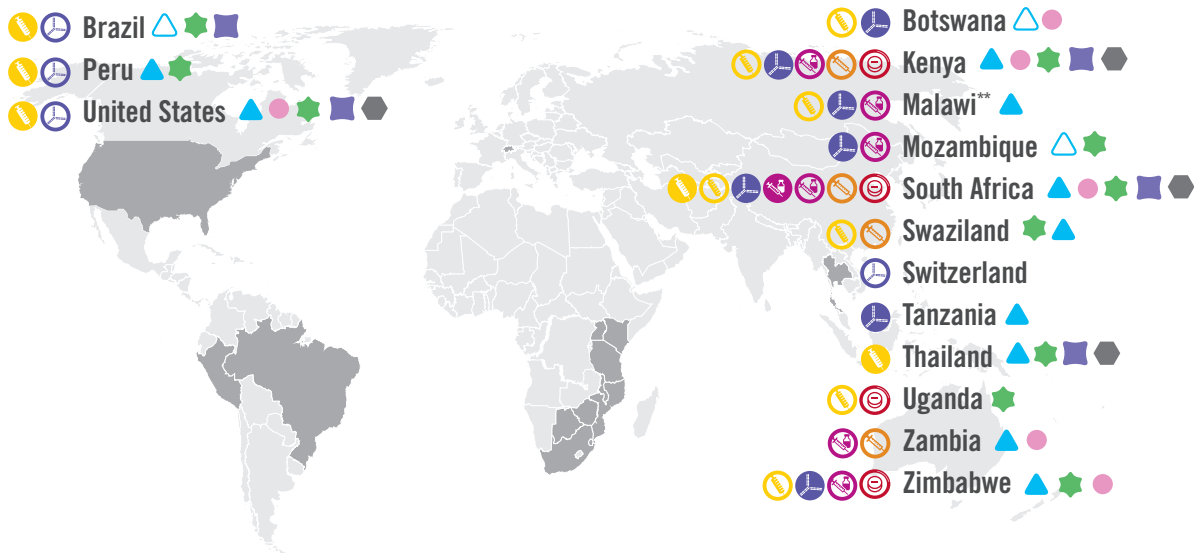 Brazil
Peru
United States
Botswana
Kenya
Malawi**
Mozambique
South Africa
Swaziland
Switzerland
Tanzania
Thailand
Uganda
Zambia
Zimbabwe